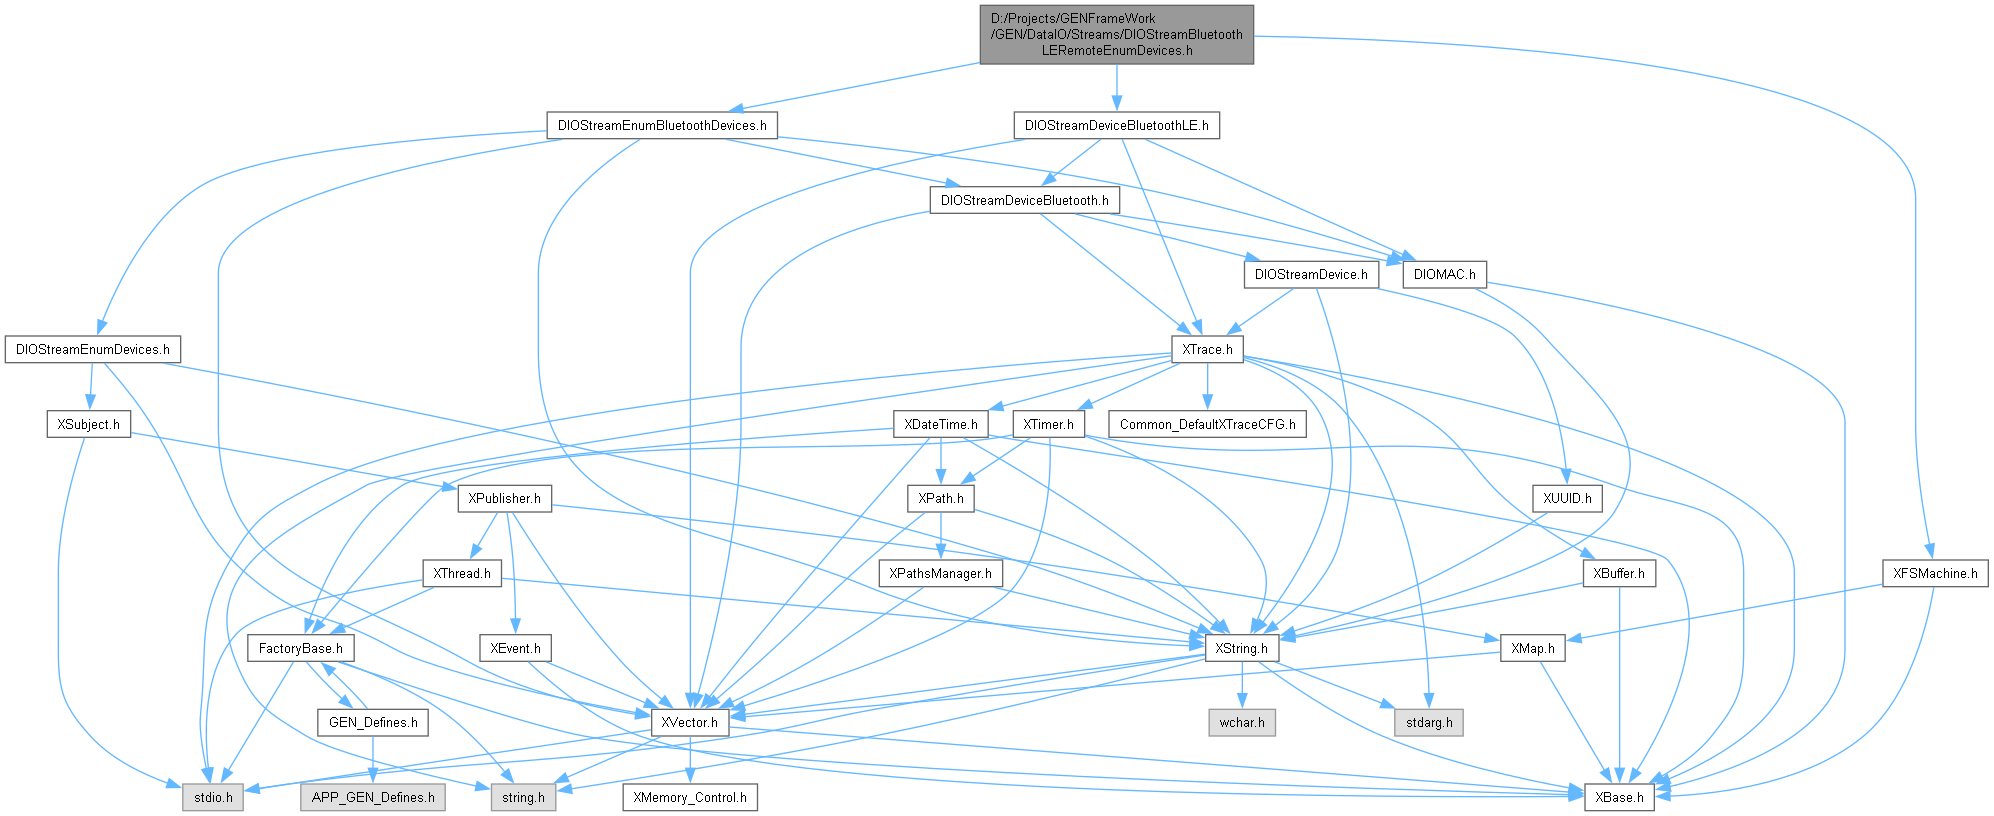 D:/Projects/GENFrameWork
/GEN/DataIO/Streams/DIOStreamBluetooth
LERemoteEnumDevices.h
DIOStreamEnumBluetoothDevices.h
DIOStreamDeviceBluetoothLE.h
DIOStreamDeviceBluetooth.h
DIOStreamDevice.h
DIOMAC.h
DIOStreamEnumDevices.h
XTrace.h
XSubject.h
XDateTime.h
XTimer.h
Common_DefaultXTraceCFG.h
XPublisher.h
XPath.h
XUUID.h
XThread.h
XPathsManager.h
XBuffer.h
XFSMachine.h
FactoryBase.h
XEvent.h
XString.h
XMap.h
GEN_Defines.h
XVector.h
wchar.h
stdarg.h
stdio.h
APP_GEN_Defines.h
string.h
XMemory_Control.h
XBase.h